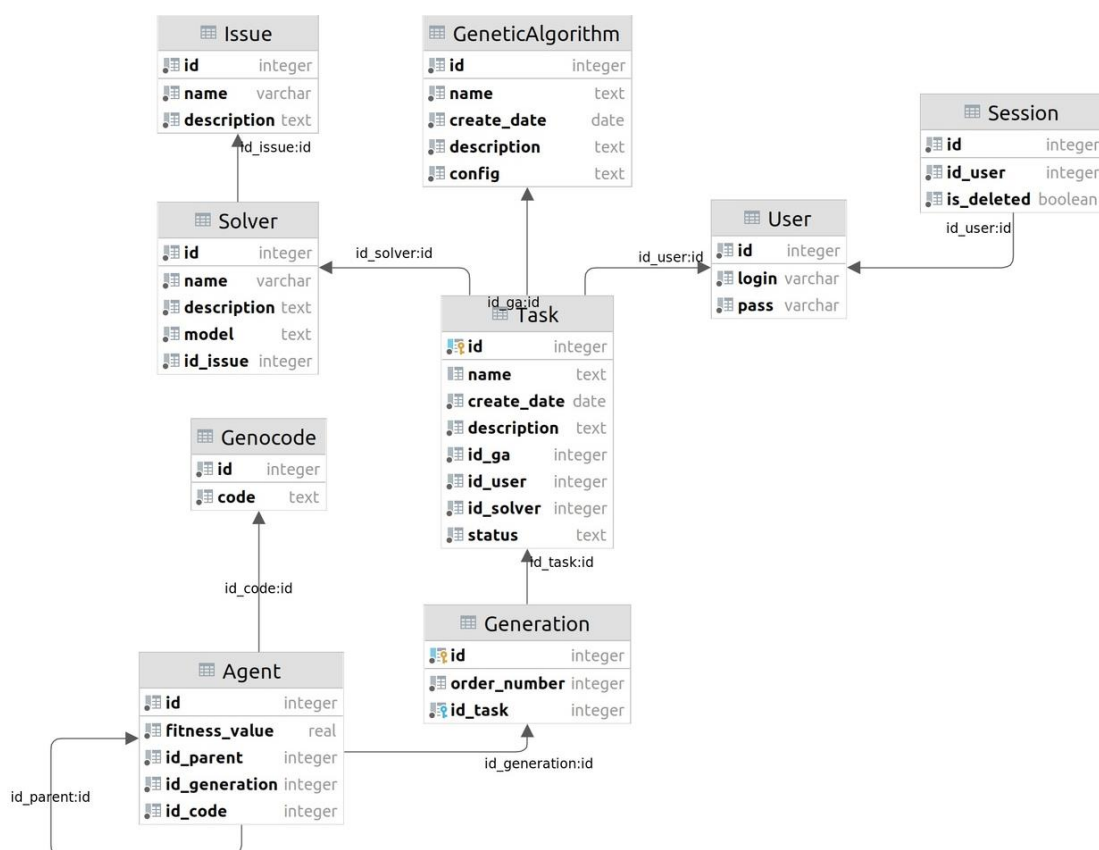 Issue
id integer
name varchar
description text
id_issue:id
GeneticAlgorithm
id integer
name text
create_date date
description text
config text
Session
id integer
id_user integer
is_deleted boolean
id_user:id
Solver
id integer
name varchar
description text
model text
id_issue integer
id_solver:id
id_ga:id
id_user:id
User
id integer
login varchar
pass varchar
Task
id integer
name text
create_date date
description text
id_ga integer
id_user integer
id_solver integer
status text
id_task:id
Genocode
id integer
code text
id_code:id
Generation
id integer
order_number integer
id_task integer
id_generation:id
Agent
id integer
fitness_value real
id_parent integer
id_generation integer
id_code integer
id_parent:id